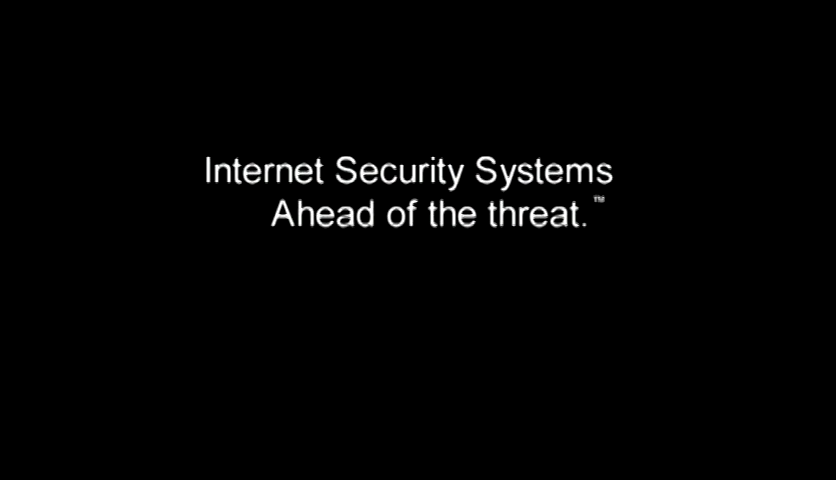 Internet Security Systems
Ahead of the threat.™